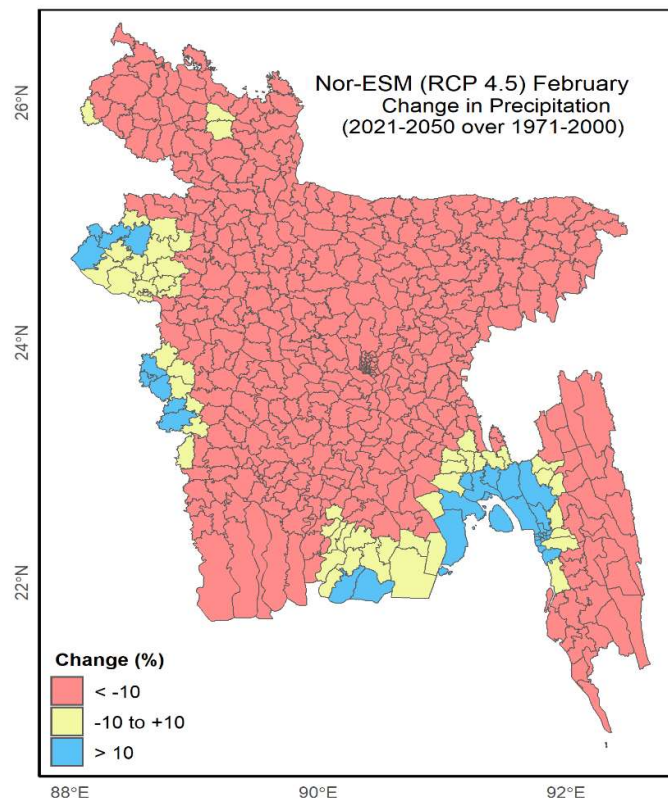 Nor-ESM (RCP 4.5) February
Change in Precipitation
(2021-2050 over 1971-2000)
26°N
24°N
22°N
Change (%)
< -10
-10 to +10
> 10
88°E
90°E
92°E